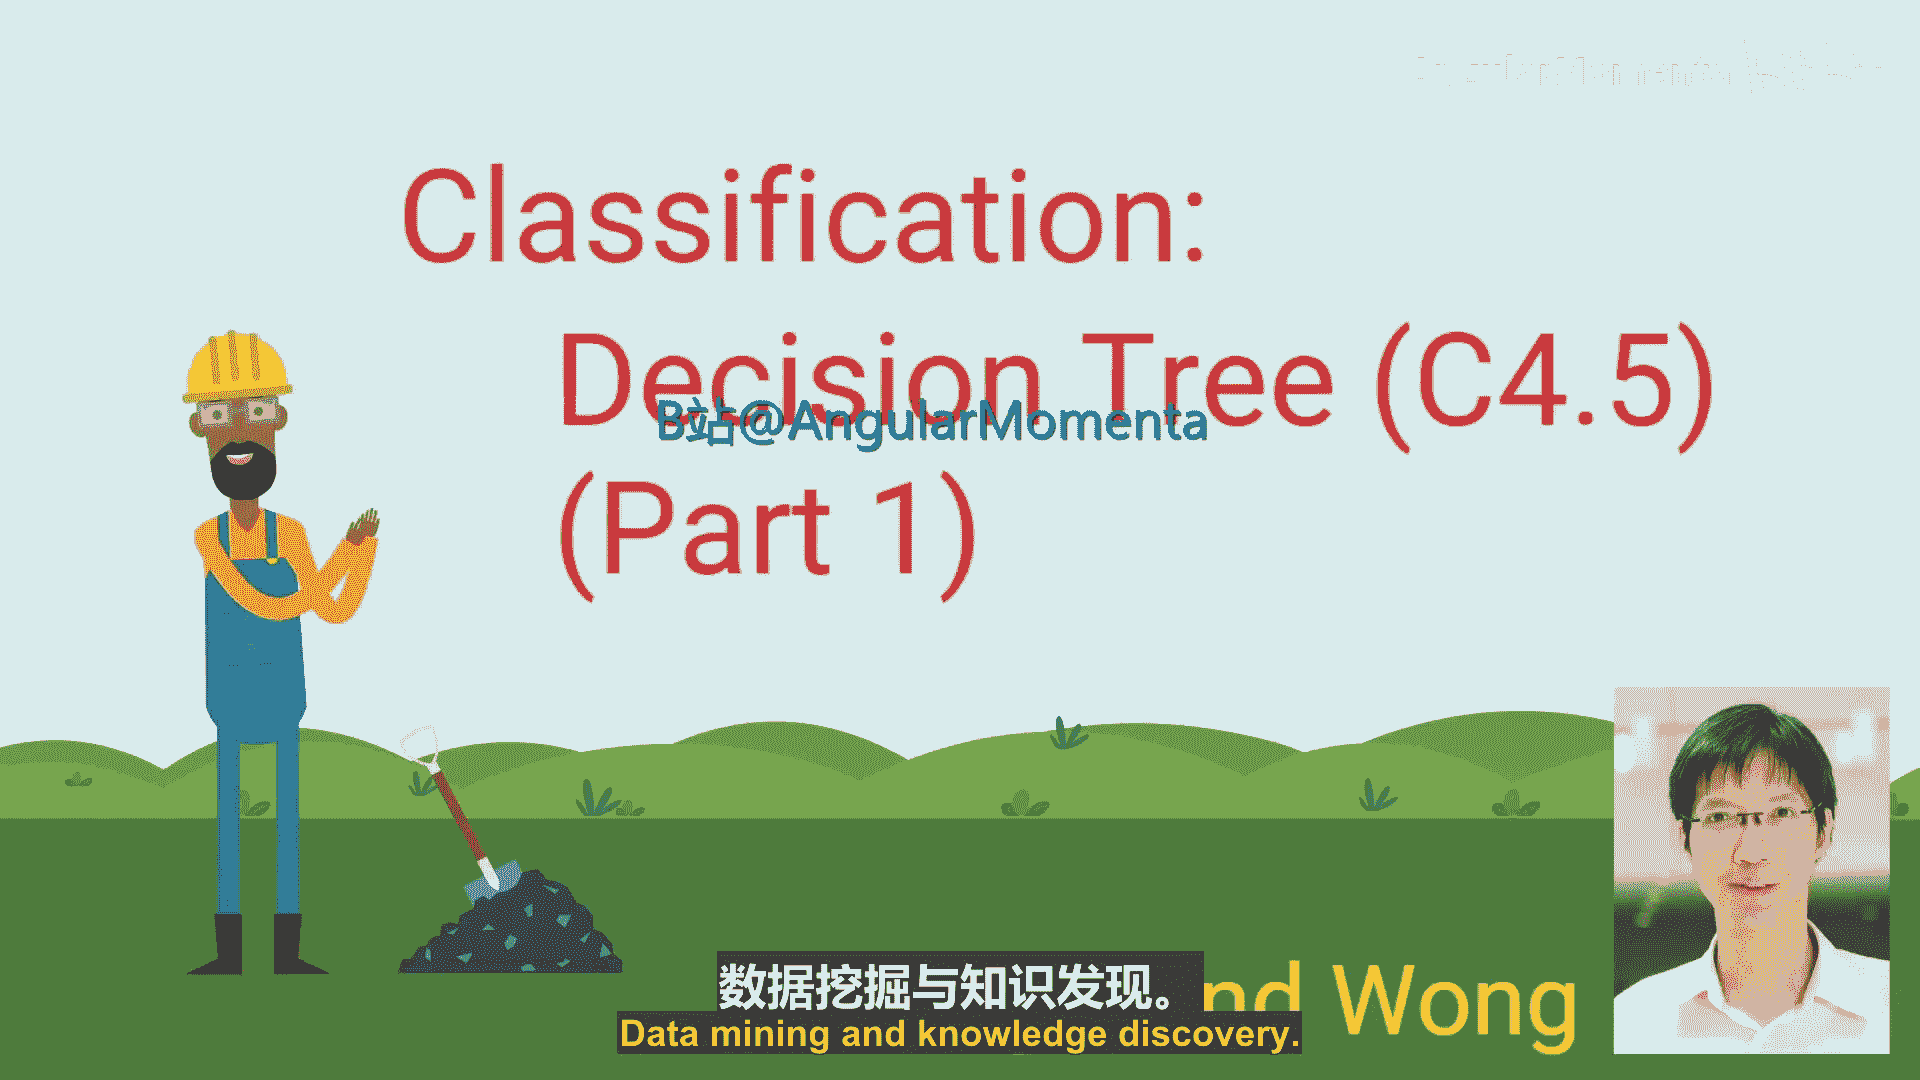 Classification:
Decision Tree (C4.5)
B站@AngularMomenta
(Part 1)
数据挖掘与知识发现。
nd Wong
Data mining and knowledge discovery.